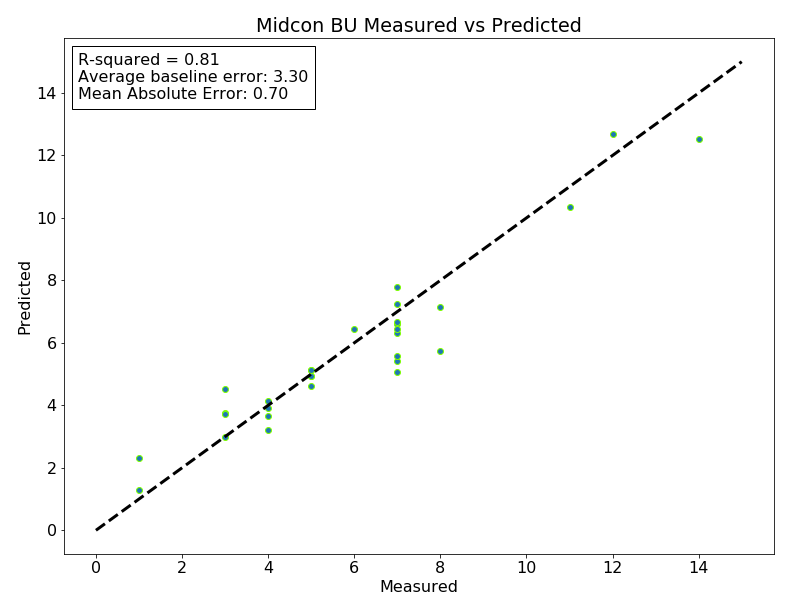 Midcon BU Measured vs Predicted
R-squared = 0.81
Average baseline error: 3.30
Mean Absolute Error: 0.70
14
12
10
8
6
4
2
0
Predicted
0 2 4 6 8 10 12 14
Measured